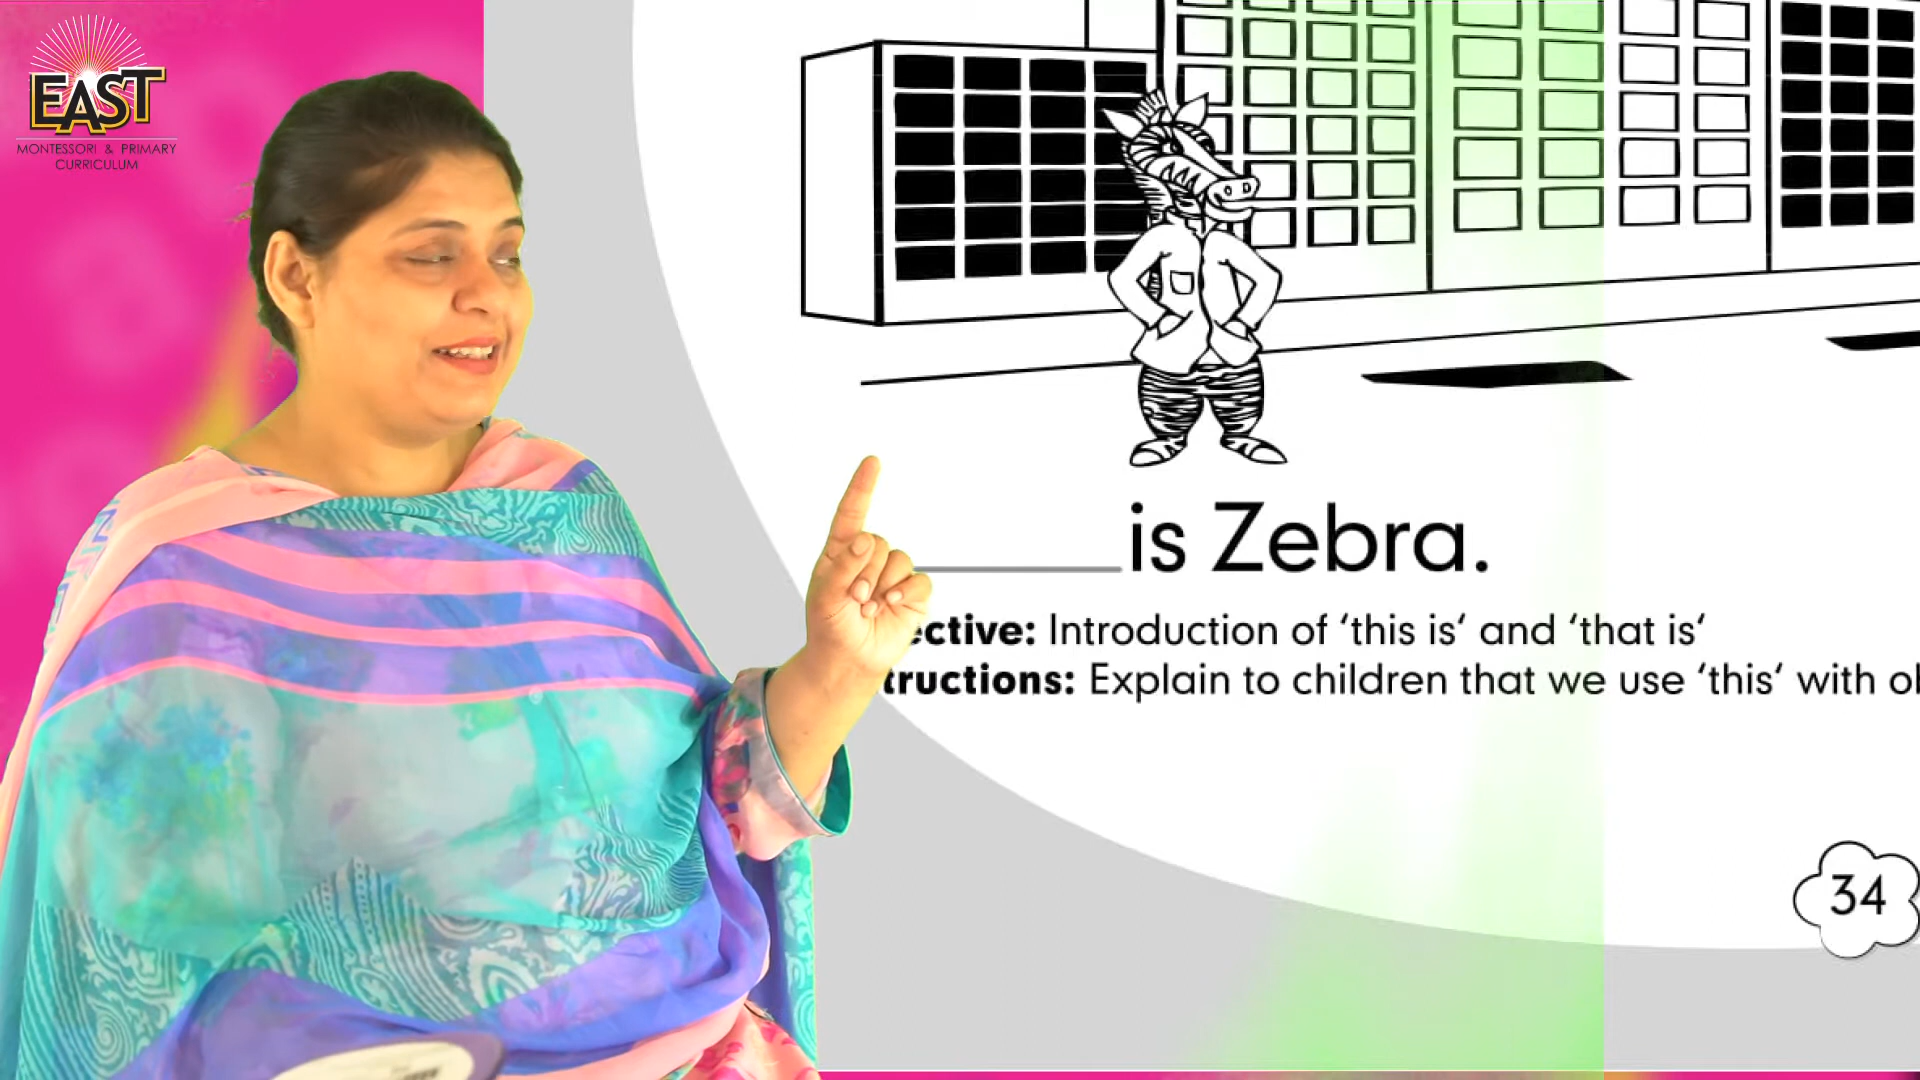 EAST
MONTESSORI & PRIMARY
CURRICULUM
is Zebra.
ective: Introduction of ‘this is‘ and ‘that is‘
tructions: Explain to children that we use ‘this‘ with ob
34